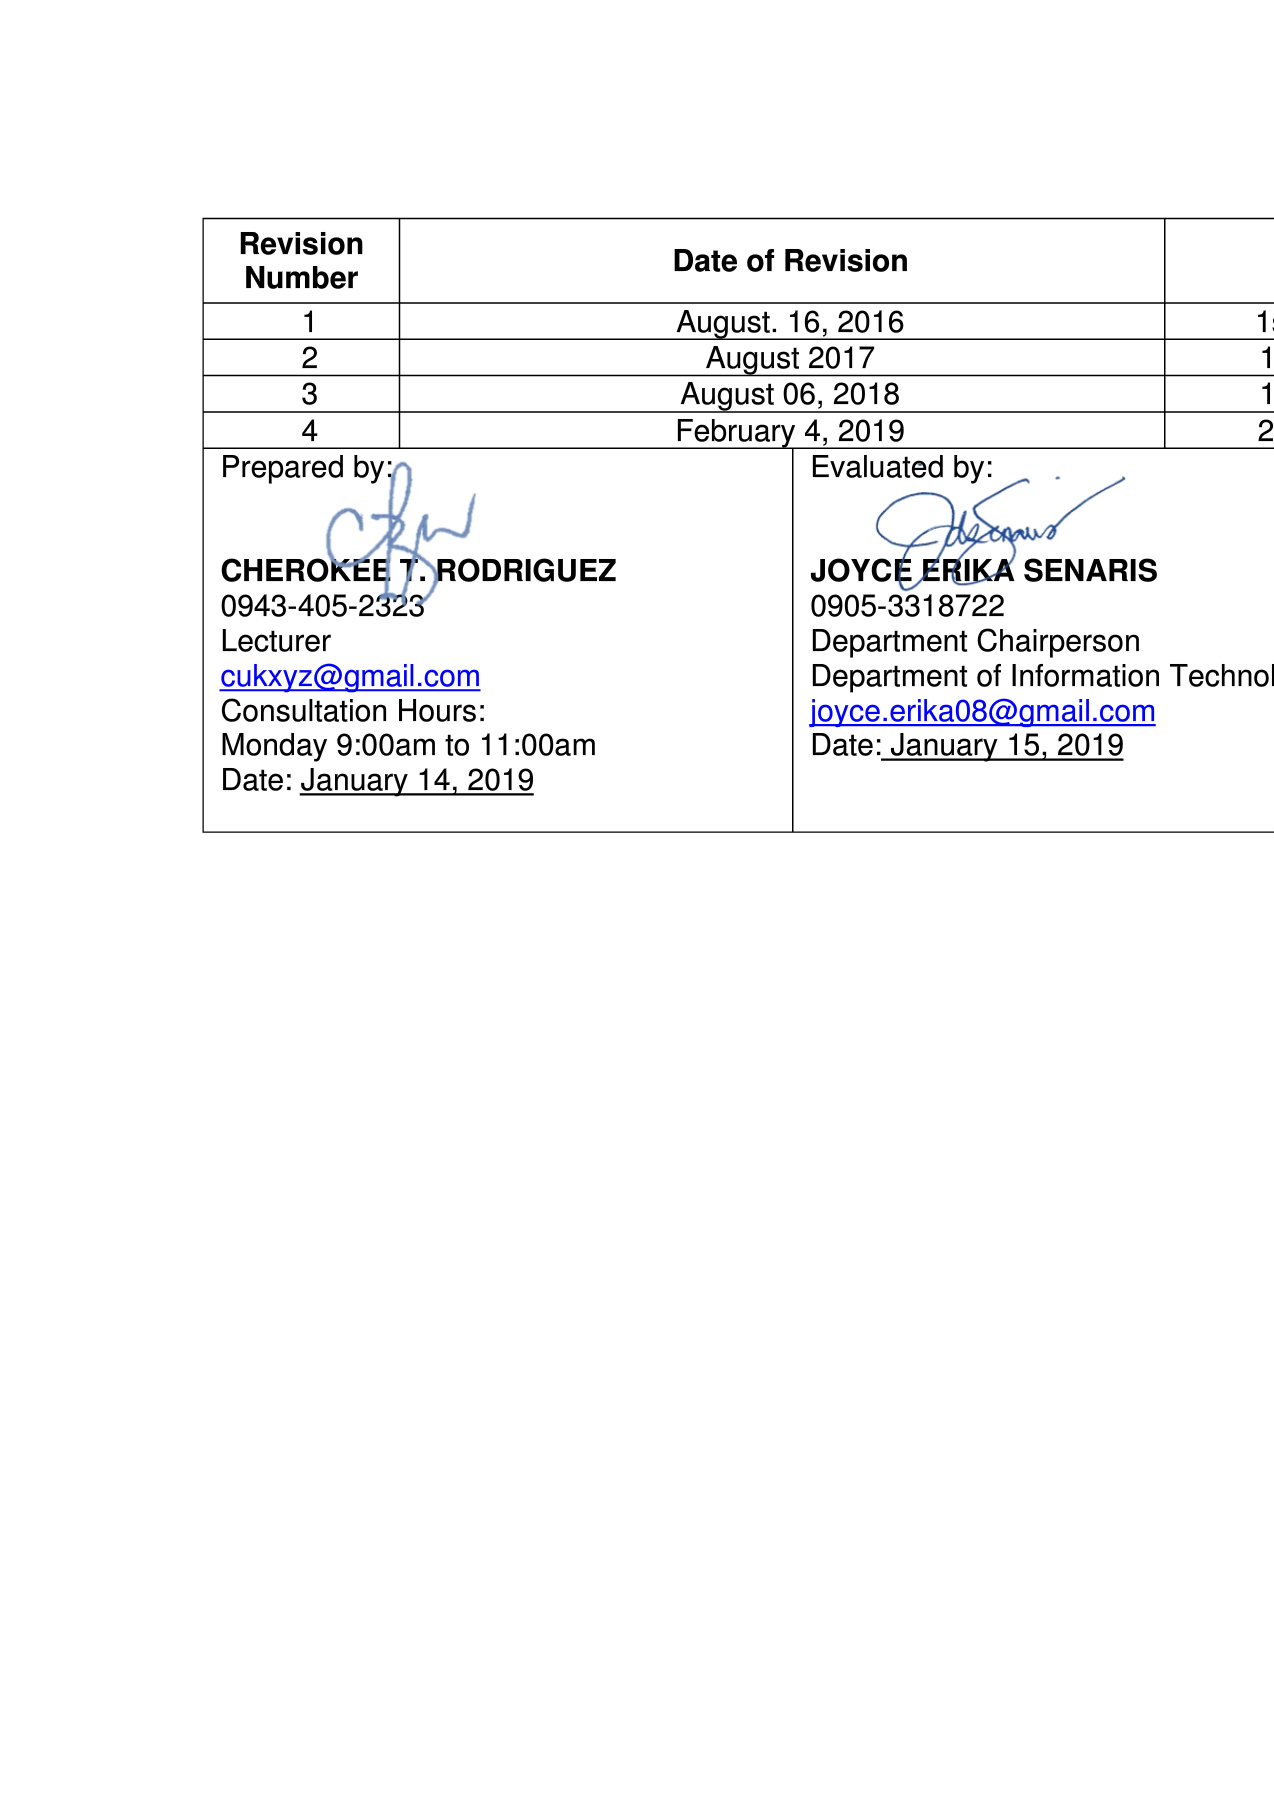 Revision
Number
Date of Revision
1
August. 16, 2016
1
2
August 2017
1
3
August 06, 2018
1
4
February 4, 2019
2
Prepared by:
CHEROKEE T. RODRIGUEZ
0943-405-2323
Lecturer
cukxyz@gmail.com
Consultation Hours:
Monday 9:00am to 11:00am
Date: January 14, 2019
Evaluated by:
JOYCE ERIKA SENARIS
0905-3318722
Department Chairperson
Department of Information Technol
joyce.erika08@gmail.com
Date: January 15, 2019